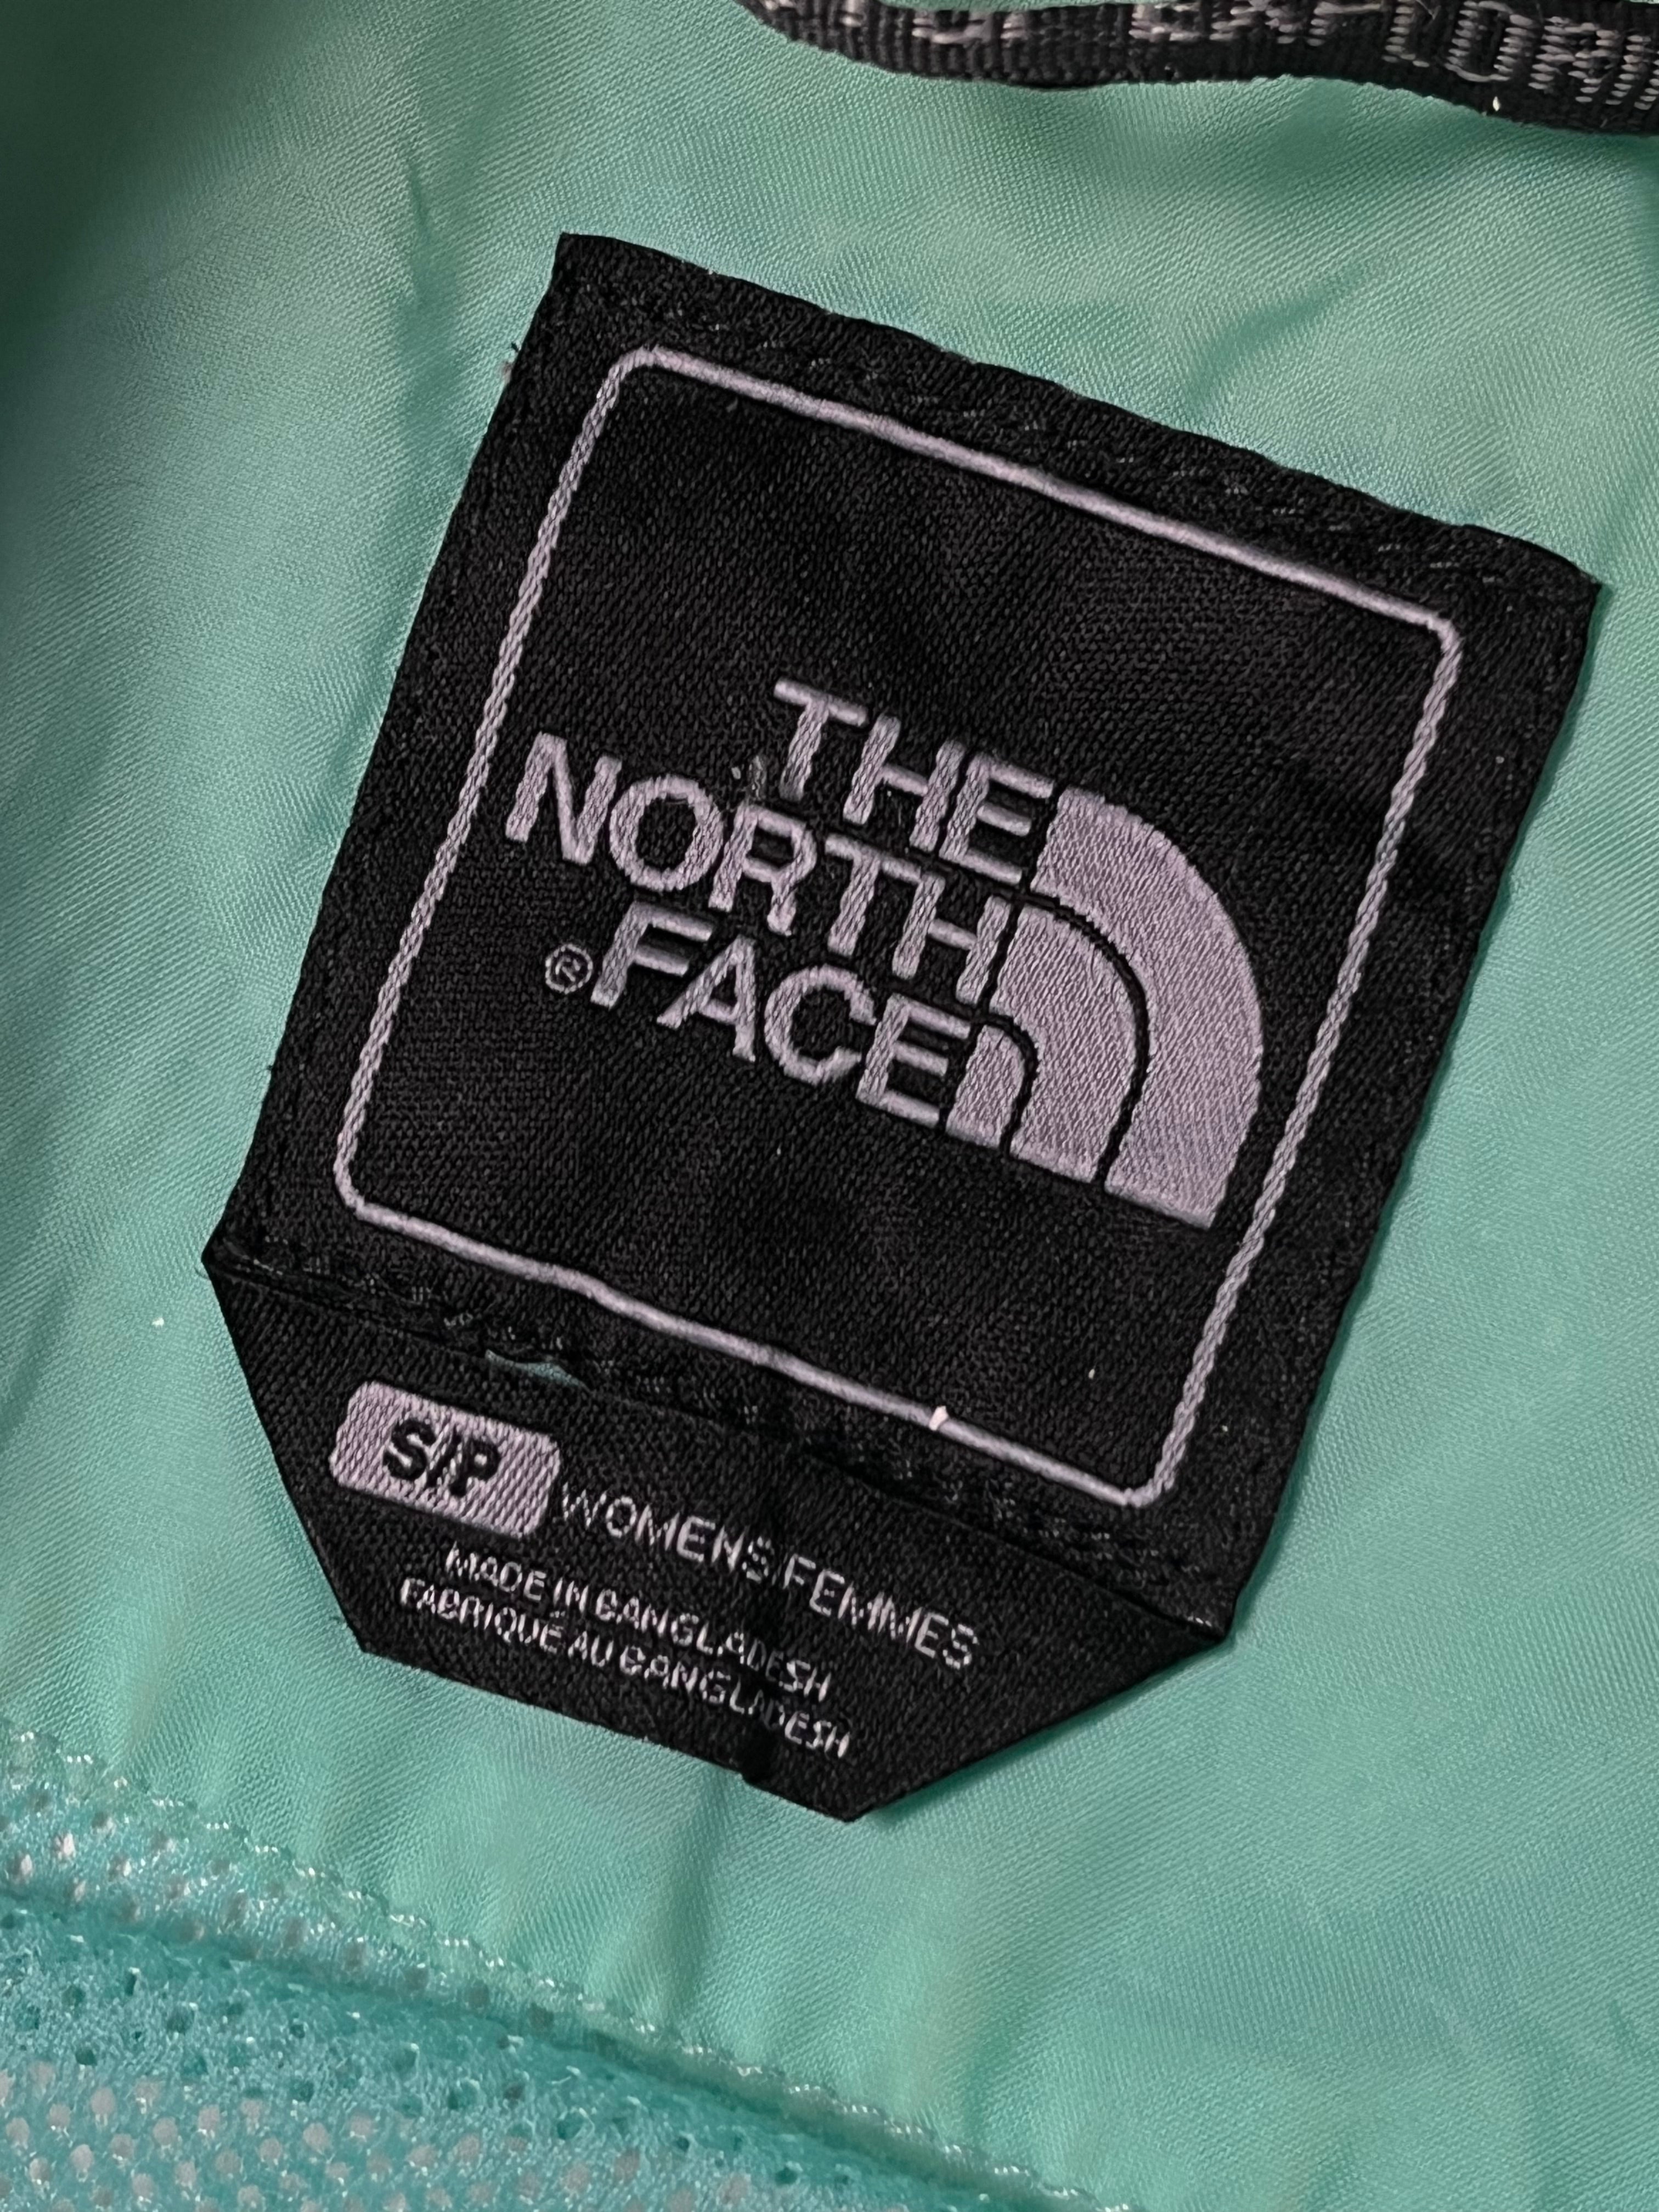 THE
NORTH
FACE®
S/P WOMENS/FEMMES
MADE IN BANGLADESH
FABRIQUÉ AU BANGLADESH